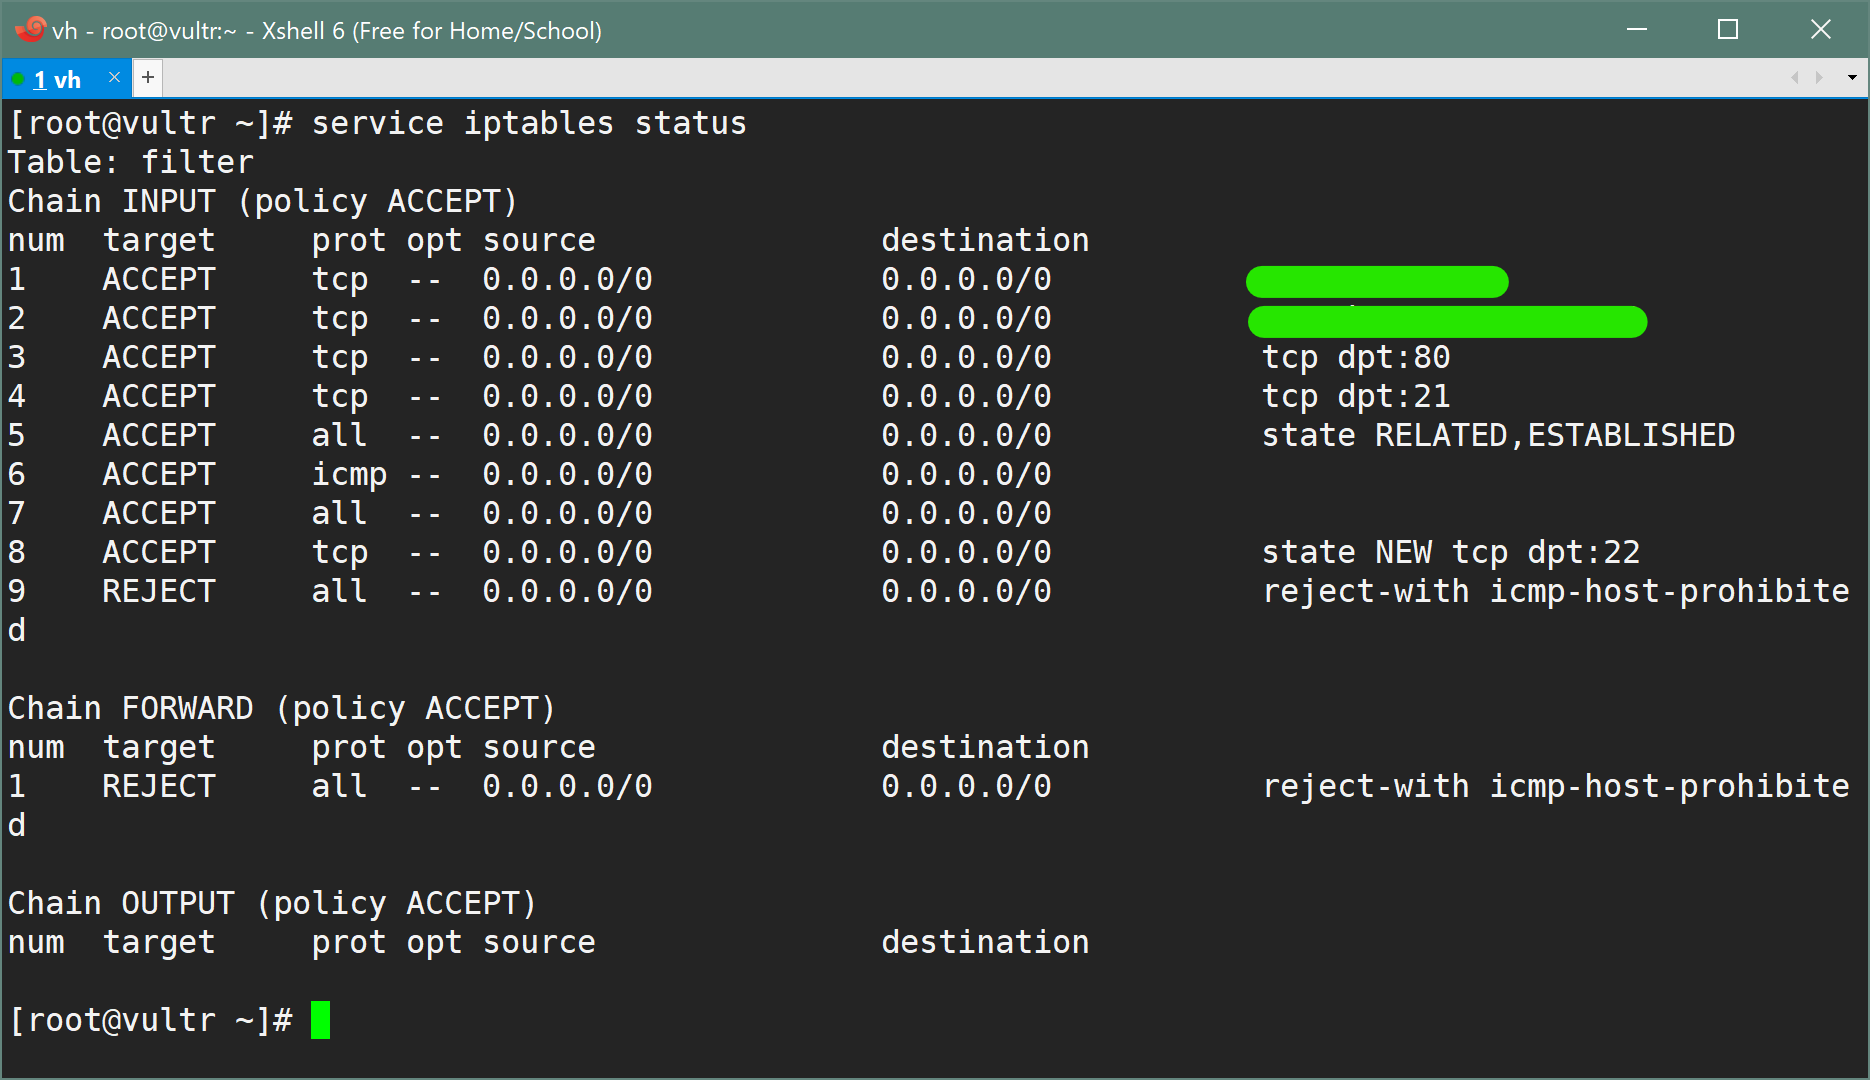 vh - root@vultr:~ - Xshell 6 (Free for Home/School)
1 vh × +
[root@vultr ~]# service iptables status
Table: filter
Chain INPUT (policy ACCEPT)
num  target     prot opt source               destination
1    ACCEPT     tcp  --  0.0.0.0/0            0.0.0.0/0
2    ACCEPT     tcp  --  0.0.0.0/0            0.0.0.0/0
3    ACCEPT     tcp  --  0.0.0.0/0            0.0.0.0/0           tcp dpt:80
4    ACCEPT     tcp  --  0.0.0.0/0            0.0.0.0/0           tcp dpt:21
5    ACCEPT     all  --  0.0.0.0/0            0.0.0.0/0           state RELATED,ESTABLISHED
6    ACCEPT     icmp --  0.0.0.0/0            0.0.0.0/0
7    ACCEPT     all  --  0.0.0.0/0            0.0.0.0/0
8    ACCEPT     tcp  --  0.0.0.0/0            0.0.0.0/0           state NEW tcp dpt:22
9    REJECT     all  --  0.0.0.0/0            0.0.0.0/0           reject-with icmp-host-prohibite
d
Chain FORWARD (policy ACCEPT)
num  target     prot opt source               destination
1    REJECT     all  --  0.0.0.0/0            0.0.0.0/0           reject-with icmp-host-prohibite
d
Chain OUTPUT (policy ACCEPT)
num  target     prot opt source               destination
[root@vultr ~]#